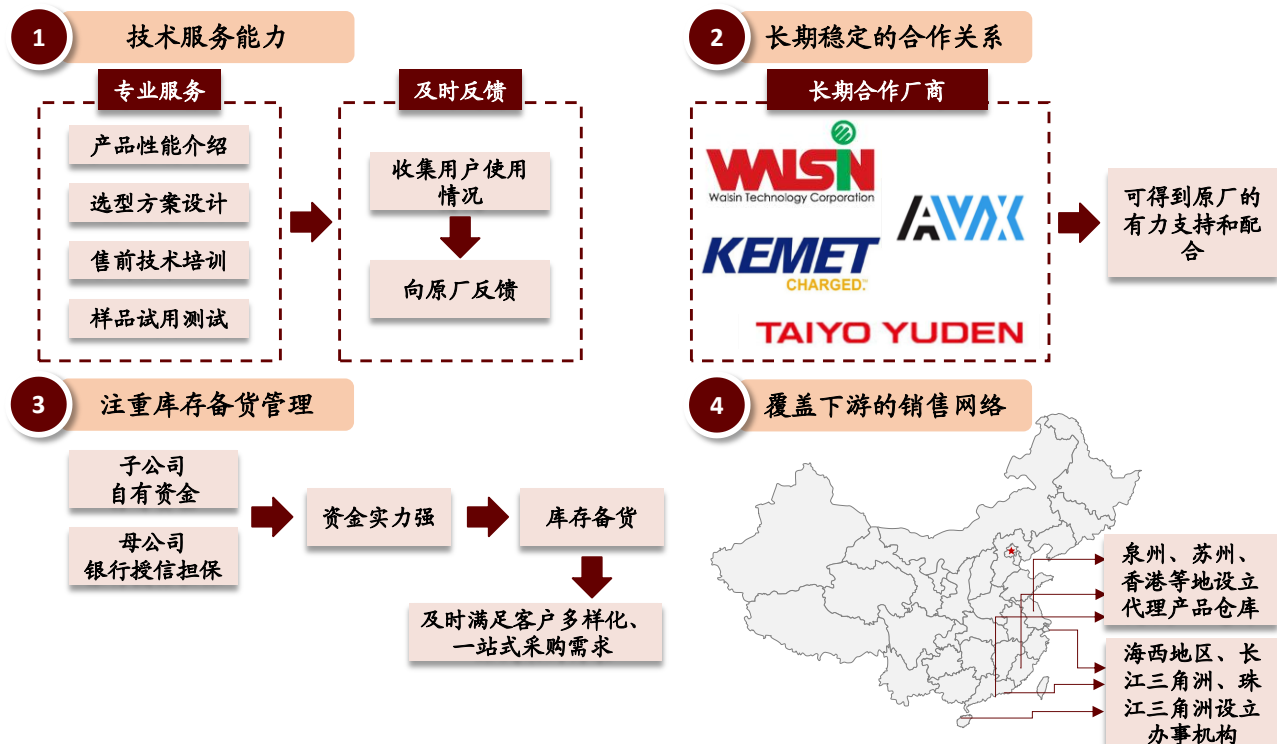 1
技术服务能力
专业服务
产品性能介绍
选型方案设计
售前技术培训
样品试用测试
及时反馈
收集用户使用
情况
向原厂反馈
2
长期稳定的合作关系
长期合作厂商
WALSIN
Walsin Technology Corporation
AVX
KEMET
CHARGED.™
TAIYO YUDEN
可得到原厂的
有力支持和配
合
3
注重库存备货管理
子公司
自有资金
母公司
银行授信担保
资金实力强
库存备货
及时满足客户多样化、
一站式采购需求
4
覆盖下游的销售网络
泉州、苏州、
香港等地设立
代理产品仓库
海西地区、长
江三角洲、珠
江三角洲设立
办事机构